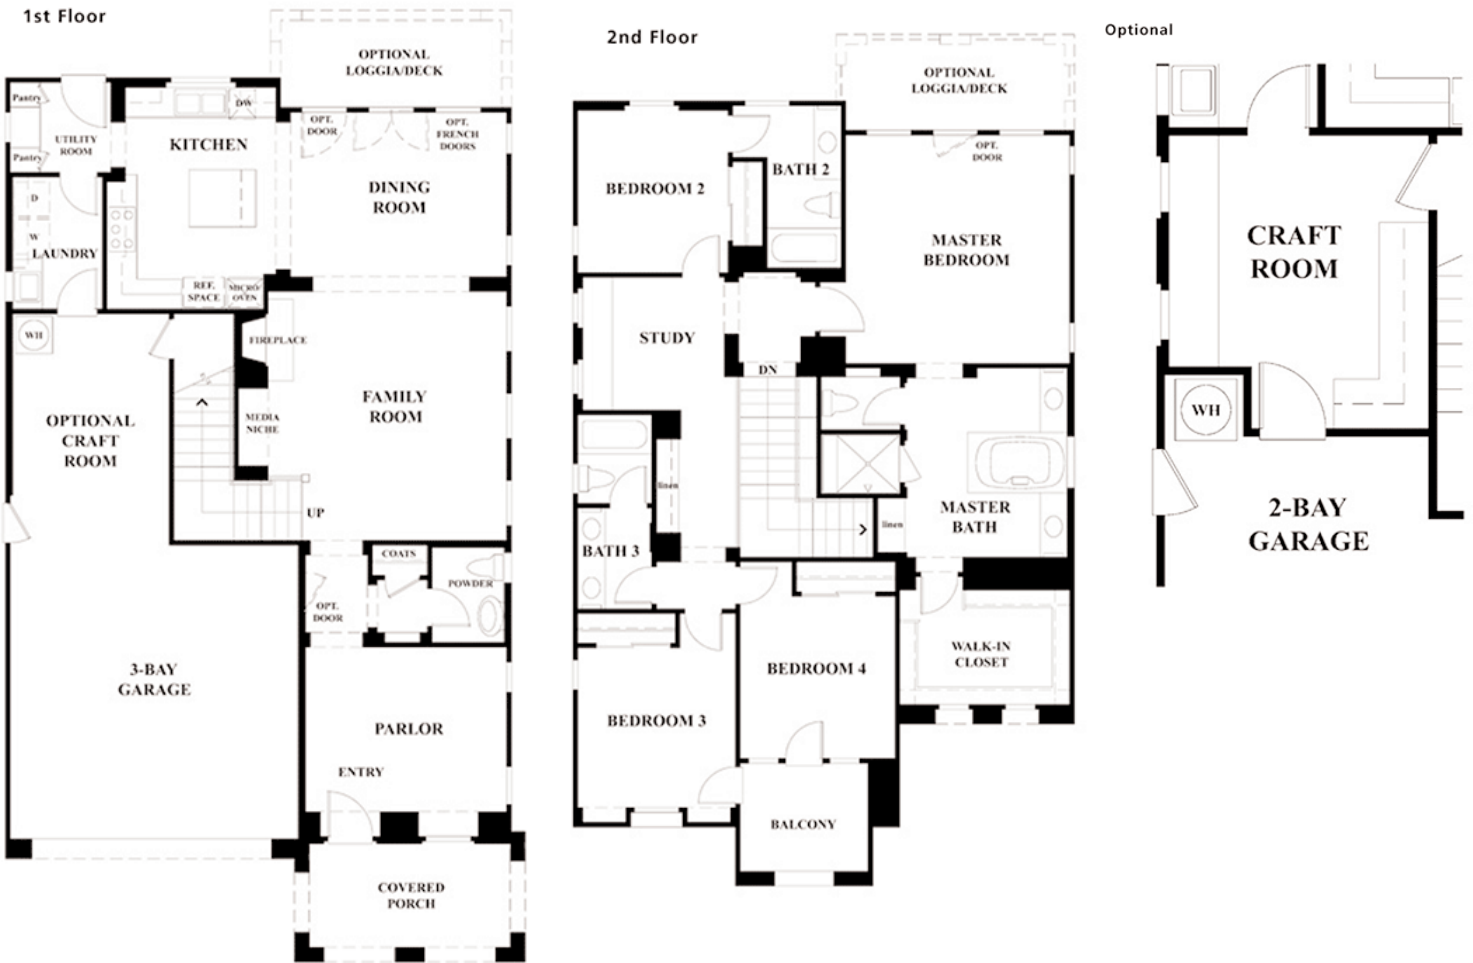 1st Floor
OPTIONAL
LOGGIA/DECK
Pantry
DW
UTILITY
ROOM
KITCHEN
OPT.
DOOR
OPT.
FRENCH
DOORS
Pantry
D
DINING
ROOM
W
LAUNDRY
REF.
SPACE
MICRO/
OVEN
WH
FIREPLACE
OPTIONAL
CRAFT
ROOM
MEDIA
NICHE
FAMILY
ROOM
UP
COATS
POWDER
OPT.
DOOR
3-BAY
GARAGE
PARLOR
ENTRY
COVERED
PORCH
2nd Floor
OPTIONAL
LOGGIA/DECK
OPT.
DOOR
BEDROOM 2
BATH 2
MASTER
BEDROOM
STUDY
DN
linen
linen
MASTER
BATH
BATH 3
WALK-IN
CLOSET
BEDROOM 4
BEDROOM 3
BALCONY
Optional
CRAFT
ROOM
WH
2-BAY
GARAGE